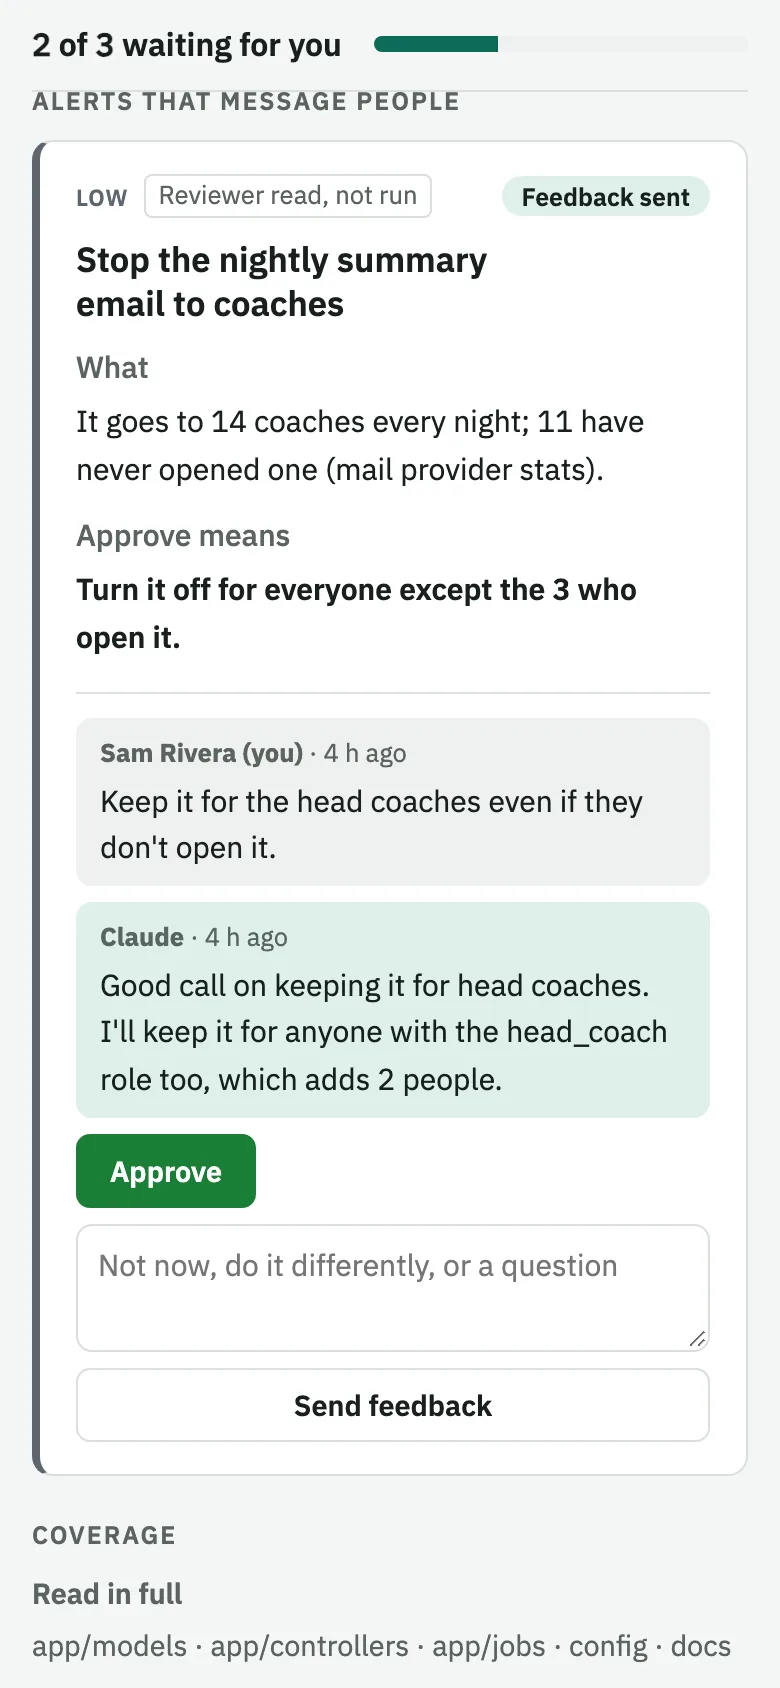 2 of 3 waiting for you
ALERTS THAT MESSAGE PEOPLE
LOW
Reviewer read, not run
Feedback sent
Stop the nightly summary
email to coaches
What
It goes to 14 coaches every night; 11 have
never opened one (mail provider stats).
Approve means
Turn it off for everyone except the 3 who
open it.
Sam Rivera (you) · 4 h ago
Keep it for the head coaches even if they
don't open it.
Claude · 4 h ago
Good call on keeping it for head coaches.
I'll keep it for anyone with the head_coach
role too, which adds 2 people.
Approve
Not now, do it differently, or a question
Send feedback
COVERAGE
Read in full
app/models · app/controllers · app/jobs · config · docs